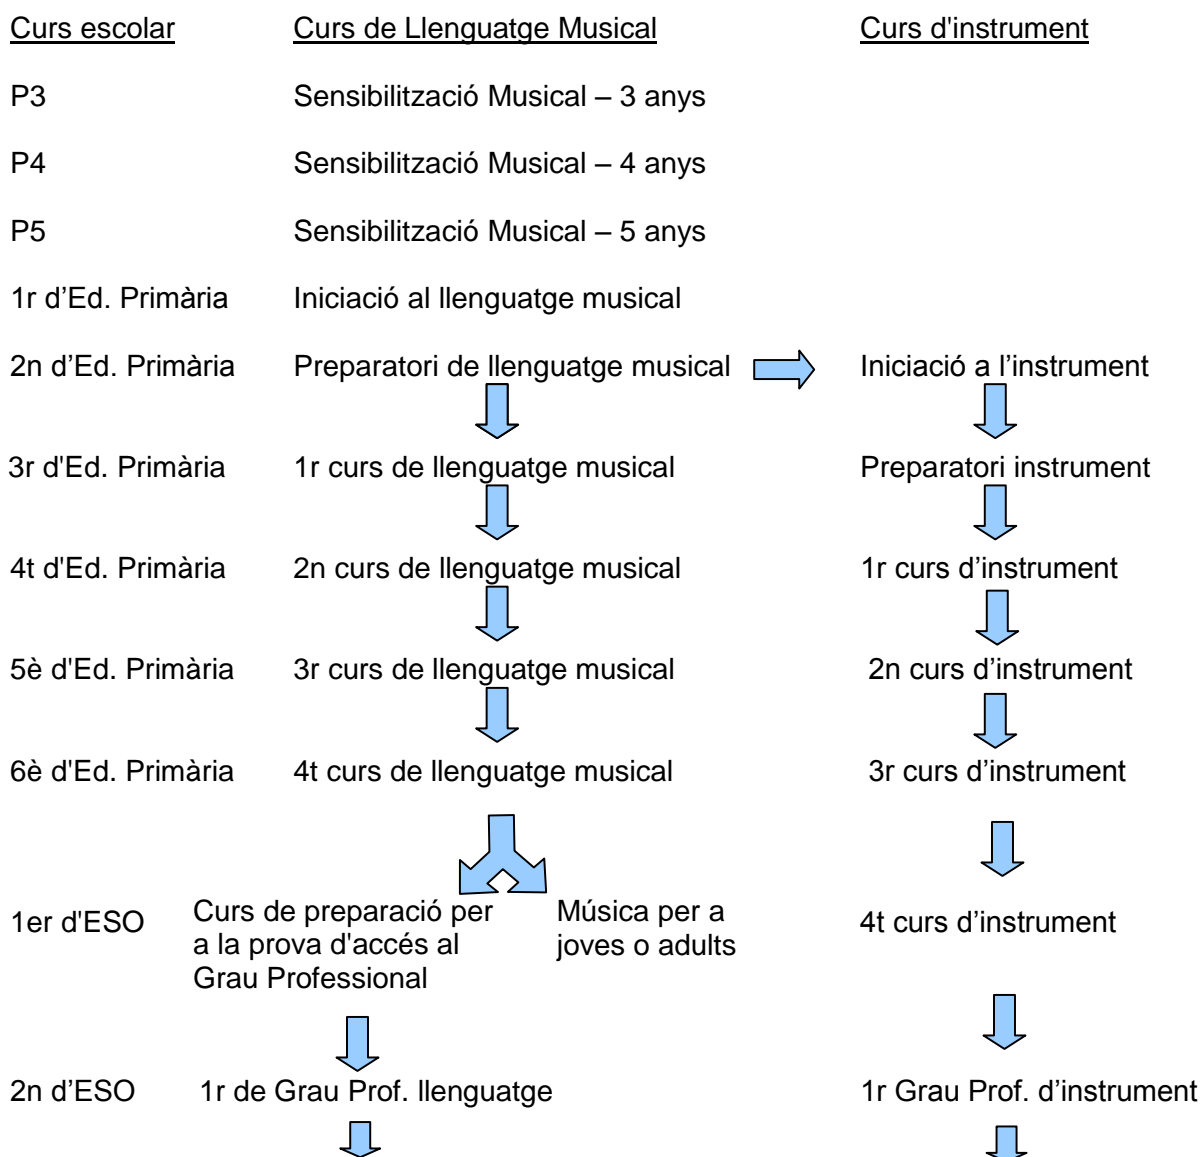 Curs escolar Curs de Llenguatge Musical Curs d'instrument
P3 Sensibilització Musical – 3 anys
P4 Sensibilització Musical – 4 anys
P5 Sensibilització Musical – 5 anys
1r d’Ed. Primària Iniciació al llenguatge musical
2n d’Ed. Primària Preparatori de llenguatge musical Iniciació a l’instrument
3r d'Ed. Primària 1r curs de llenguatge musical Preparatori instrument
4t d'Ed. Primària 2n curs de llenguatge musical 1r curs d’instrument
5è d'Ed. Primària 3r curs de llenguatge musical 2n curs d’instrument
6è d'Ed. Primària 4t curs de llenguatge musical 3r curs d’instrument
1er d'ESO Curs de preparació per Música per a 4t curs d’instrument
a la prova d'accés al joves o adults
Grau Professional
2n d’ESO 1r de Grau Prof. llenguatge 1r Grau Prof. d’instrument